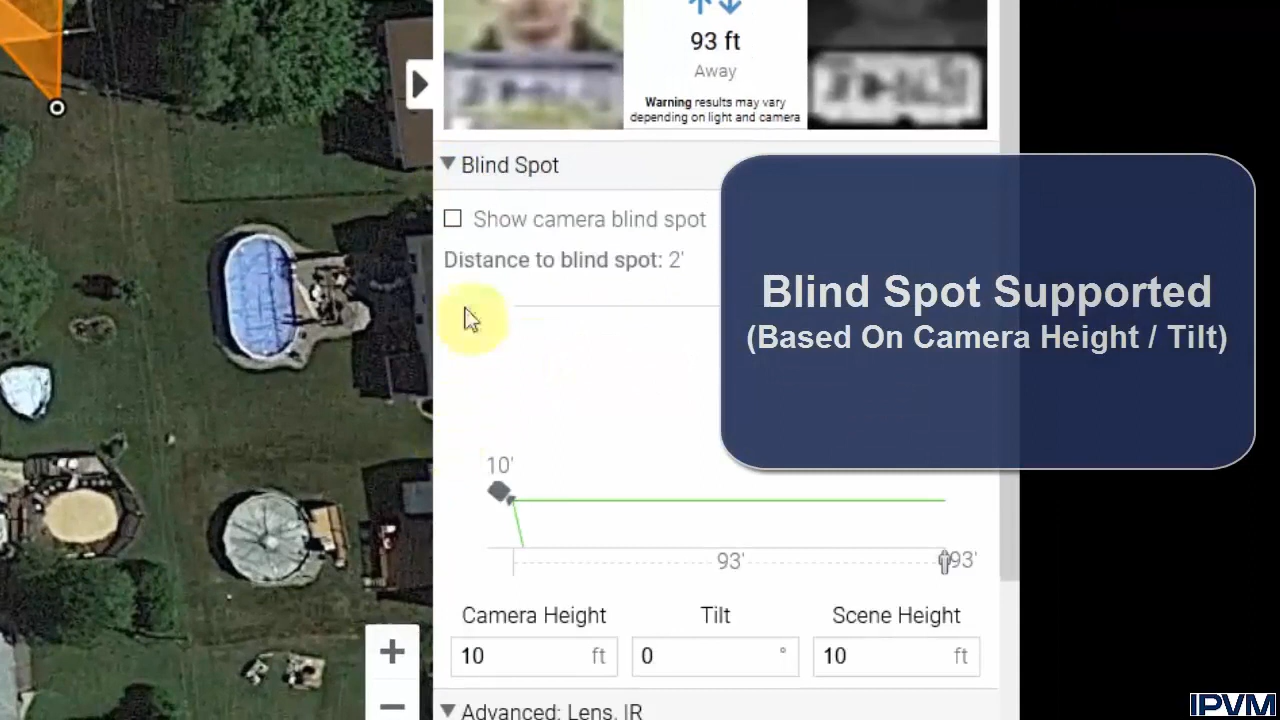 93 ft
Away
Warning results may vary
depending on light and camera
Blind Spot
Show camera blind spot
Distance to blind spot: 2'
Blind Spot Supported
(Based On Camera Height / Tilt)
10'
93'
93'
Camera Height
Tilt
Scene Height
10 ft
0 °
10 ft
+
−
Advanced: Lens, IR
IPVM